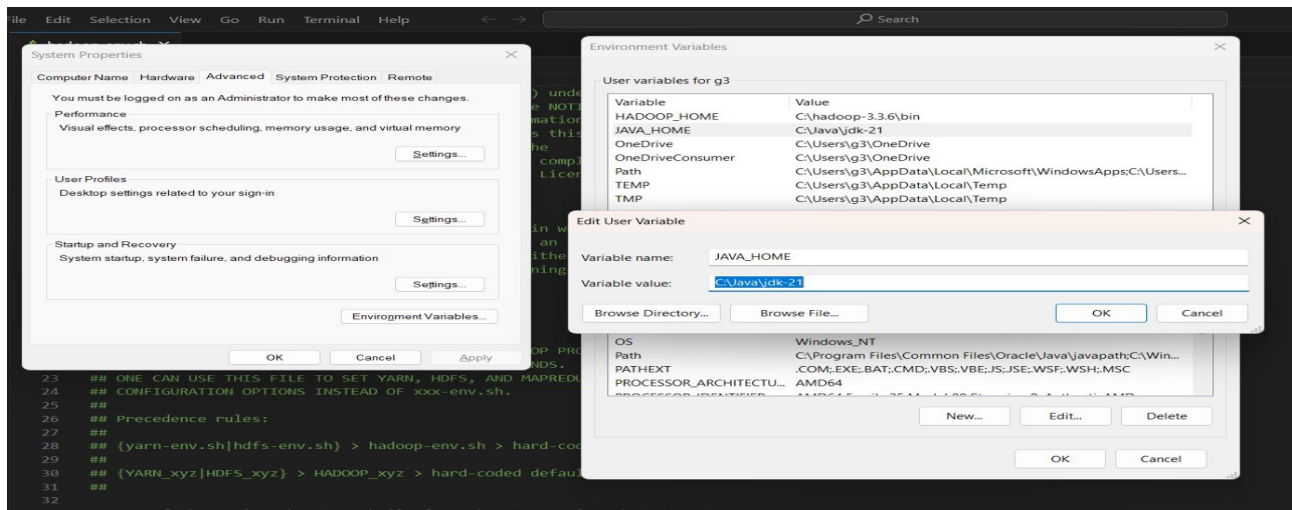 File Edit Selection View Go Run Terminal Help
Search
System Properties
Computer Name Hardware Advanced System Protection Remote
You must be logged on as an Administrator to make most of these changes.
Performance
Visual effects, processor scheduling, memory usage, and virtual memory
Settings...
User Profiles
Desktop settings related to your sign-in
Settings...
Startup and Recovery
System startup, system failure, and debugging information
Settings...
Environment Variables...
OK Cancel Apply
Environment Variables
User variables for g3
Variable Value
HADOOP_HOME C:\hadoop-3.3.6\bin
JAVA_HOME C:\Java\jdk-21
OneDrive C:\Users\g3\OneDrive
OneDriveConsumer C:\Users\g3\OneDrive
Path C:\Users\g3\AppData\Local\Microsoft\WindowsApps;C:\Users...
TEMP C:\Users\g3\AppData\Local\Temp
TMP C:\Users\g3\AppData\Local\Temp
Edit User Variable
Variable name: JAVA_HOME
Variable value: C:\Java\jdk-21
Browse Directory... Browse File... OK Cancel
OS Windows_NT
Path C:\Program Files\Common Files\Oracle\Java\javapath;C:\Win...
PATHEXT .COM;.EXE;.BAT;.CMD;.VBS;.VBE;.JS;.JSE;.WSF;.WSH;.MSC
PROCESSOR_ARCHITECTU... AMD64
New... Edit... Delete
OK Cancel
23 ## ONE CAN USE THIS FILE TO SET YARN, HDFS, AND MAPREDU
24 ## CONFIGURATION OPTIONS INSTEAD OF xxx-env.sh.
25 ##
26 ## Precedence rules:
27 ##
28 ## {yarn-env.sh|hdfs-env.sh} > hadoop-env.sh > hard-cod
29 ##
30 ## {YARN_xyz|HDFS_xyz} > HADOOP_xyz > hard-coded defau
31 ##
32